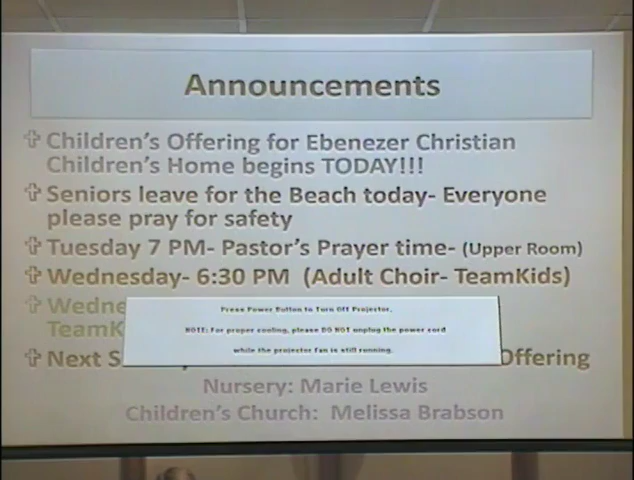 Announcements
Children's Offering for Ebenezer Christian
Children's Home begins TODAY!!!
Seniors leave for the Beach today- Everyone
please pray for safety
Tuesday 7 PM- Pastor's Prayer time- (Upper Room)
Wednesday- 6:30 PM (Adult Choir- TeamKids)
Press Power Button to Turn Off Projector.
NOTE: For proper cooling, please DO NOT unplug the power cord
while the projector fan is still running.
Next Offering
Nursery: Marie Lewis
Children's Church: Melissa Brabson